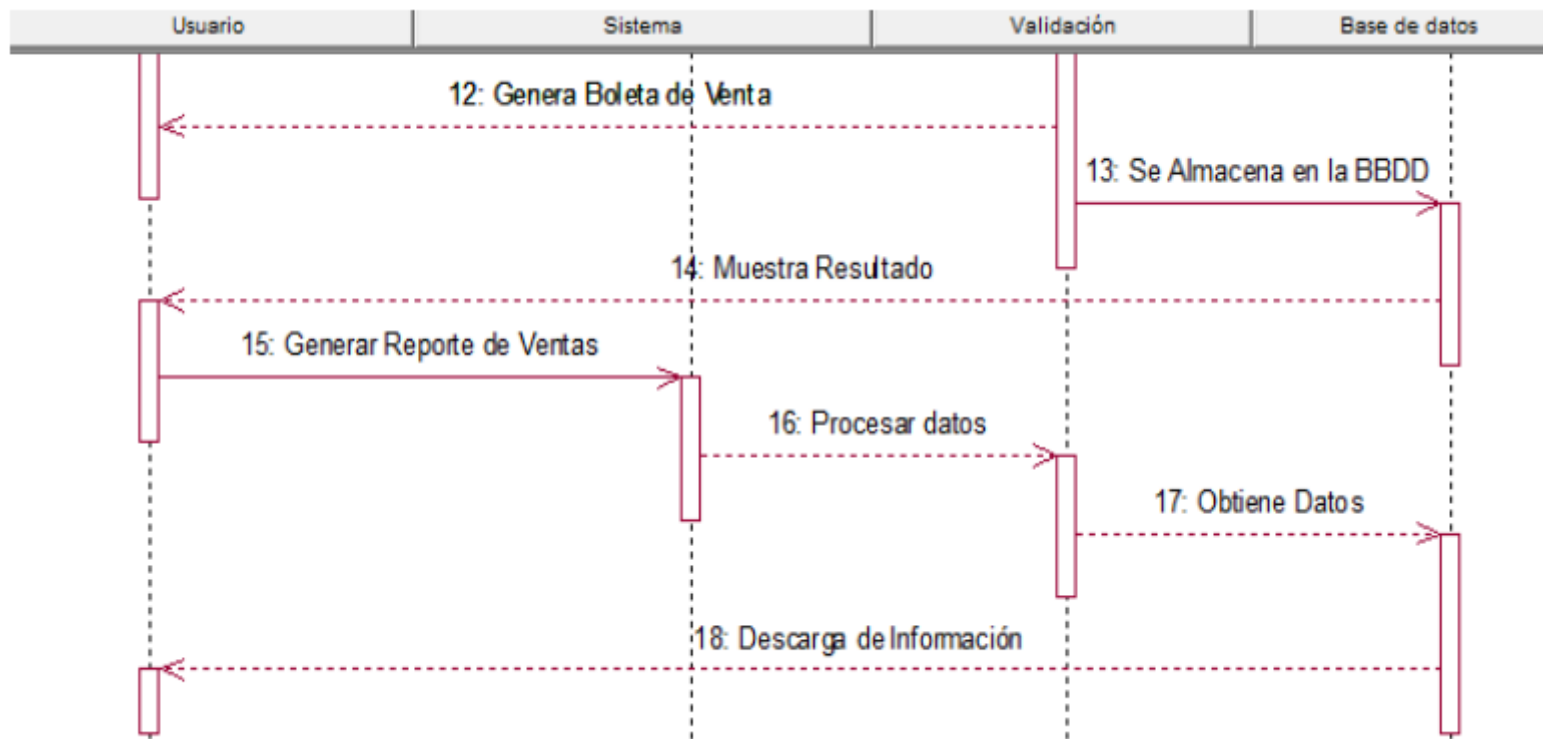 Usuario
Sistema
Validación
Base de datos
12: Genera Boleta de Venta
13: Se Almacena en la BBDD
14: Muestra Resultado
15: Generar Reporte de Ventas
16: Procesar datos
17: Obtiene Datos
18: Descarga de Información